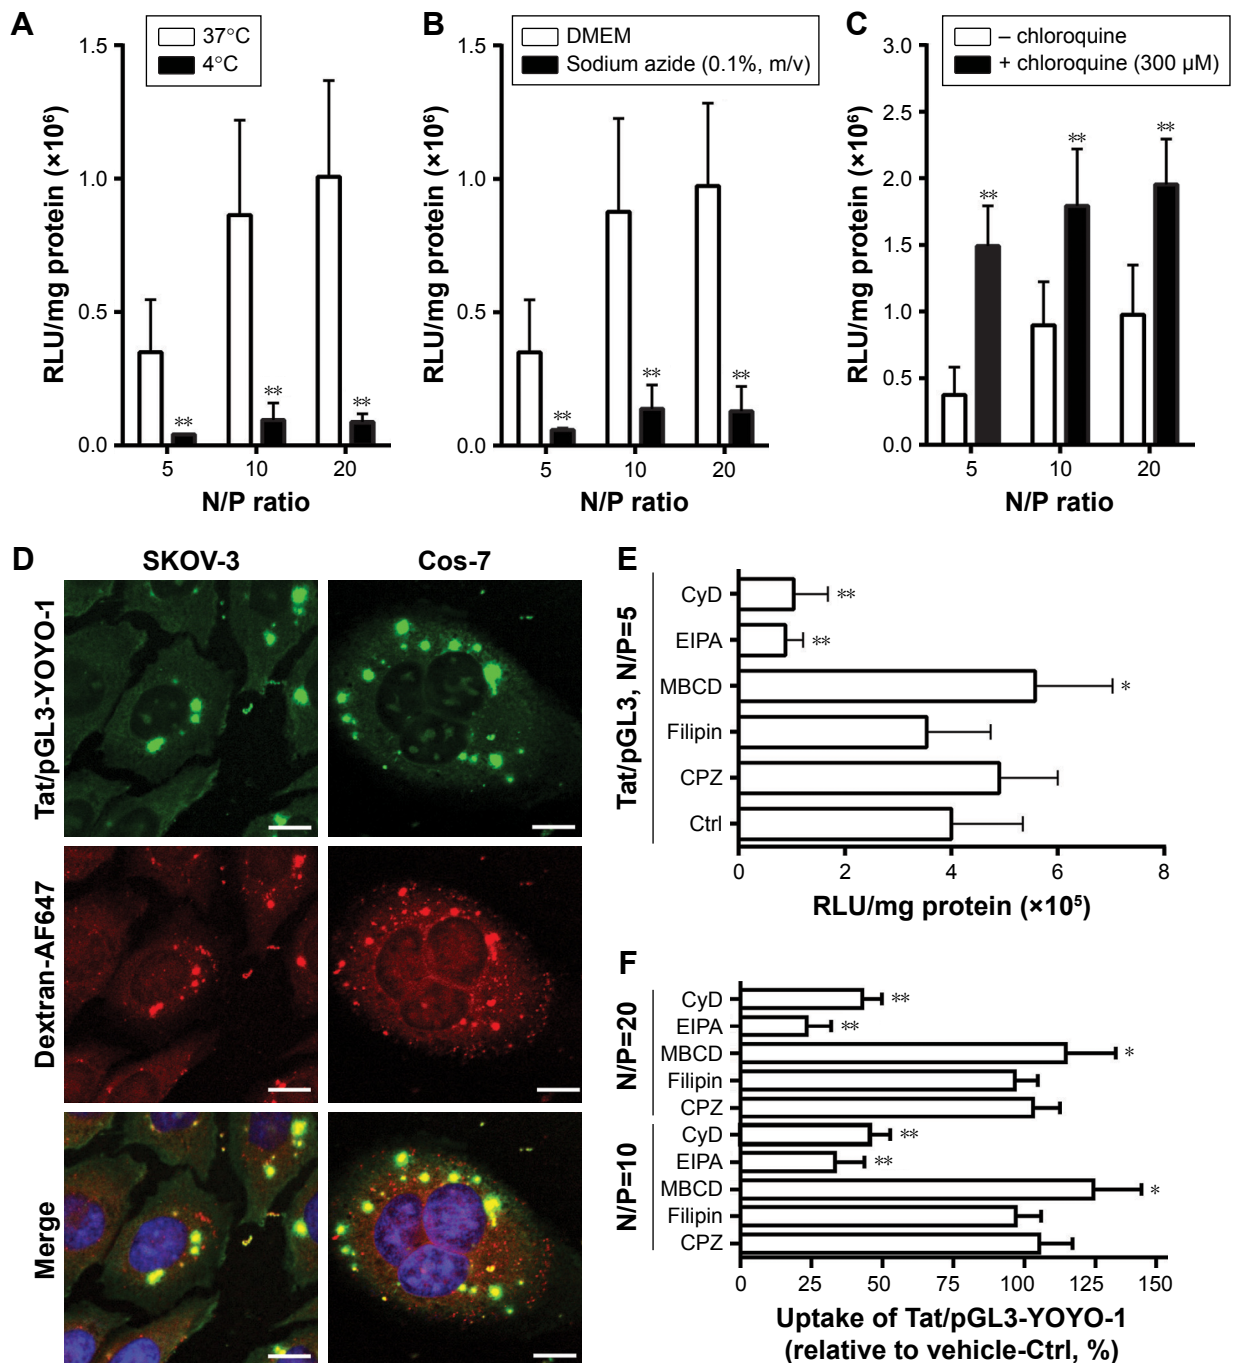 A
37°C
4°C
RLU/mg protein (×10⁶)
1.5
1.0
0.5
0.0
**
**
**
5 10 20
N/P ratio
B
DMEM
Sodium azide (0.1%, m/v)
RLU/mg protein (×10⁶)
1.5
1.0
0.5
0.0
**
**
**
5 10 20
N/P ratio
C
– chloroquine
+ chloroquine (300 µM)
RLU/mg protein (×10⁶)
3.0
2.5
2.0
1.5
1.0
0.5
0.0
**
**
**
5 10 20
N/P ratio
D
SKOV-3 Cos-7
Tat/pGL3-YOYO-1
Dextran-AF647
Merge
E
Tat/pGL3, N/P=5
CyD **
EIPA **
MBCD *
Filipin
CPZ
Ctrl
0 2 4 6 8
RLU/mg protein (×10⁵)
F
N/P=20
CyD **
EIPA **
MBCD *
Filipin
CPZ
N/P=10
CyD **
EIPA **
MBCD *
Filipin
CPZ
0 25 50 75 100 125 150
Uptake of Tat/pGL3-YOYO-1
(relative to vehicle-Ctrl, %)